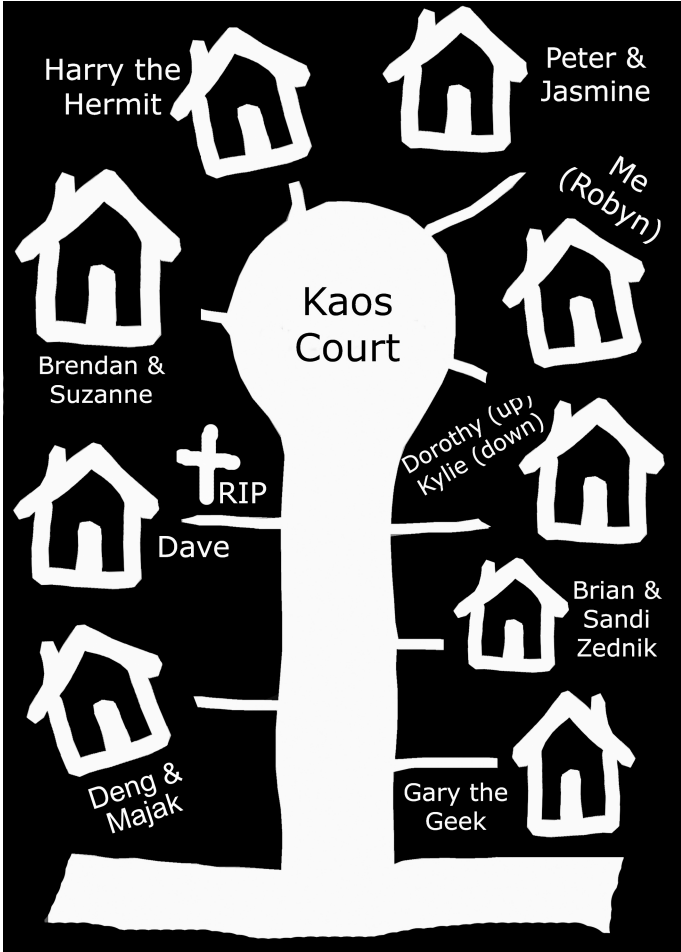 Harry the
Hermit
Peter &
Jasmine
Me
(Robyn)
Kaos
Court
Brendan &
Suzanne
Dorothy (up)
Kylie (down)
RIP
Dave
Brian &
Sandi
Zednik
Deng &
Majak
Gary the
Geek